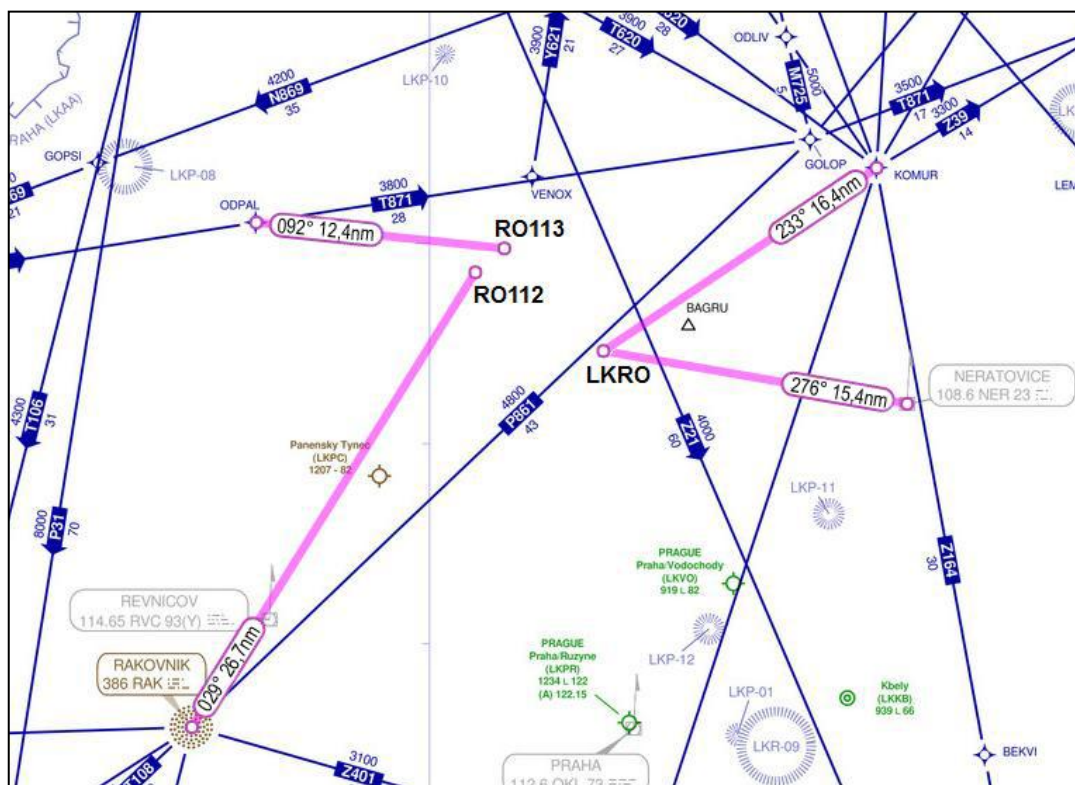 ODLIV
3900
T620
27
620
28
3900
Y621
21
5000
M725
5
LKP-10
4200
N869
35
PRAHA (LKAA)
3500
T871
17
3300
Z39
14
GOPSI
LKP-08
GOLOP
KOMUR
LEM
69
21
3800
T871
28
VENOX
ODPAL
092° 12,4nm
RO113
233° 16,4nm
RO112
BAGRU
LKRO
276° 15,4nm
NERATOVICE
108.6 NER 23
4300
T106
31
4800
P861
43
4000
Z21
60
Panensky Tynec
(LKPC)
1207 - 82
8000
P31
70
LKP-11
Z164
30
PRAGUE
Praha/Vodochody
(LKVO)
919 L 82
REVNICOV
114.65 RVC 93(Y)
029° 26,7nm
LKP-12
PRAGUE
Praha/Ruzyne
(LKPR)
1234 L 122
(A) 122.15
RAKOVNIK
386 RAK
LKP-01
Kbely
(LKKB)
939 L 66
LKR-09
BEKVI
PRAHA
T108
3100
Z401